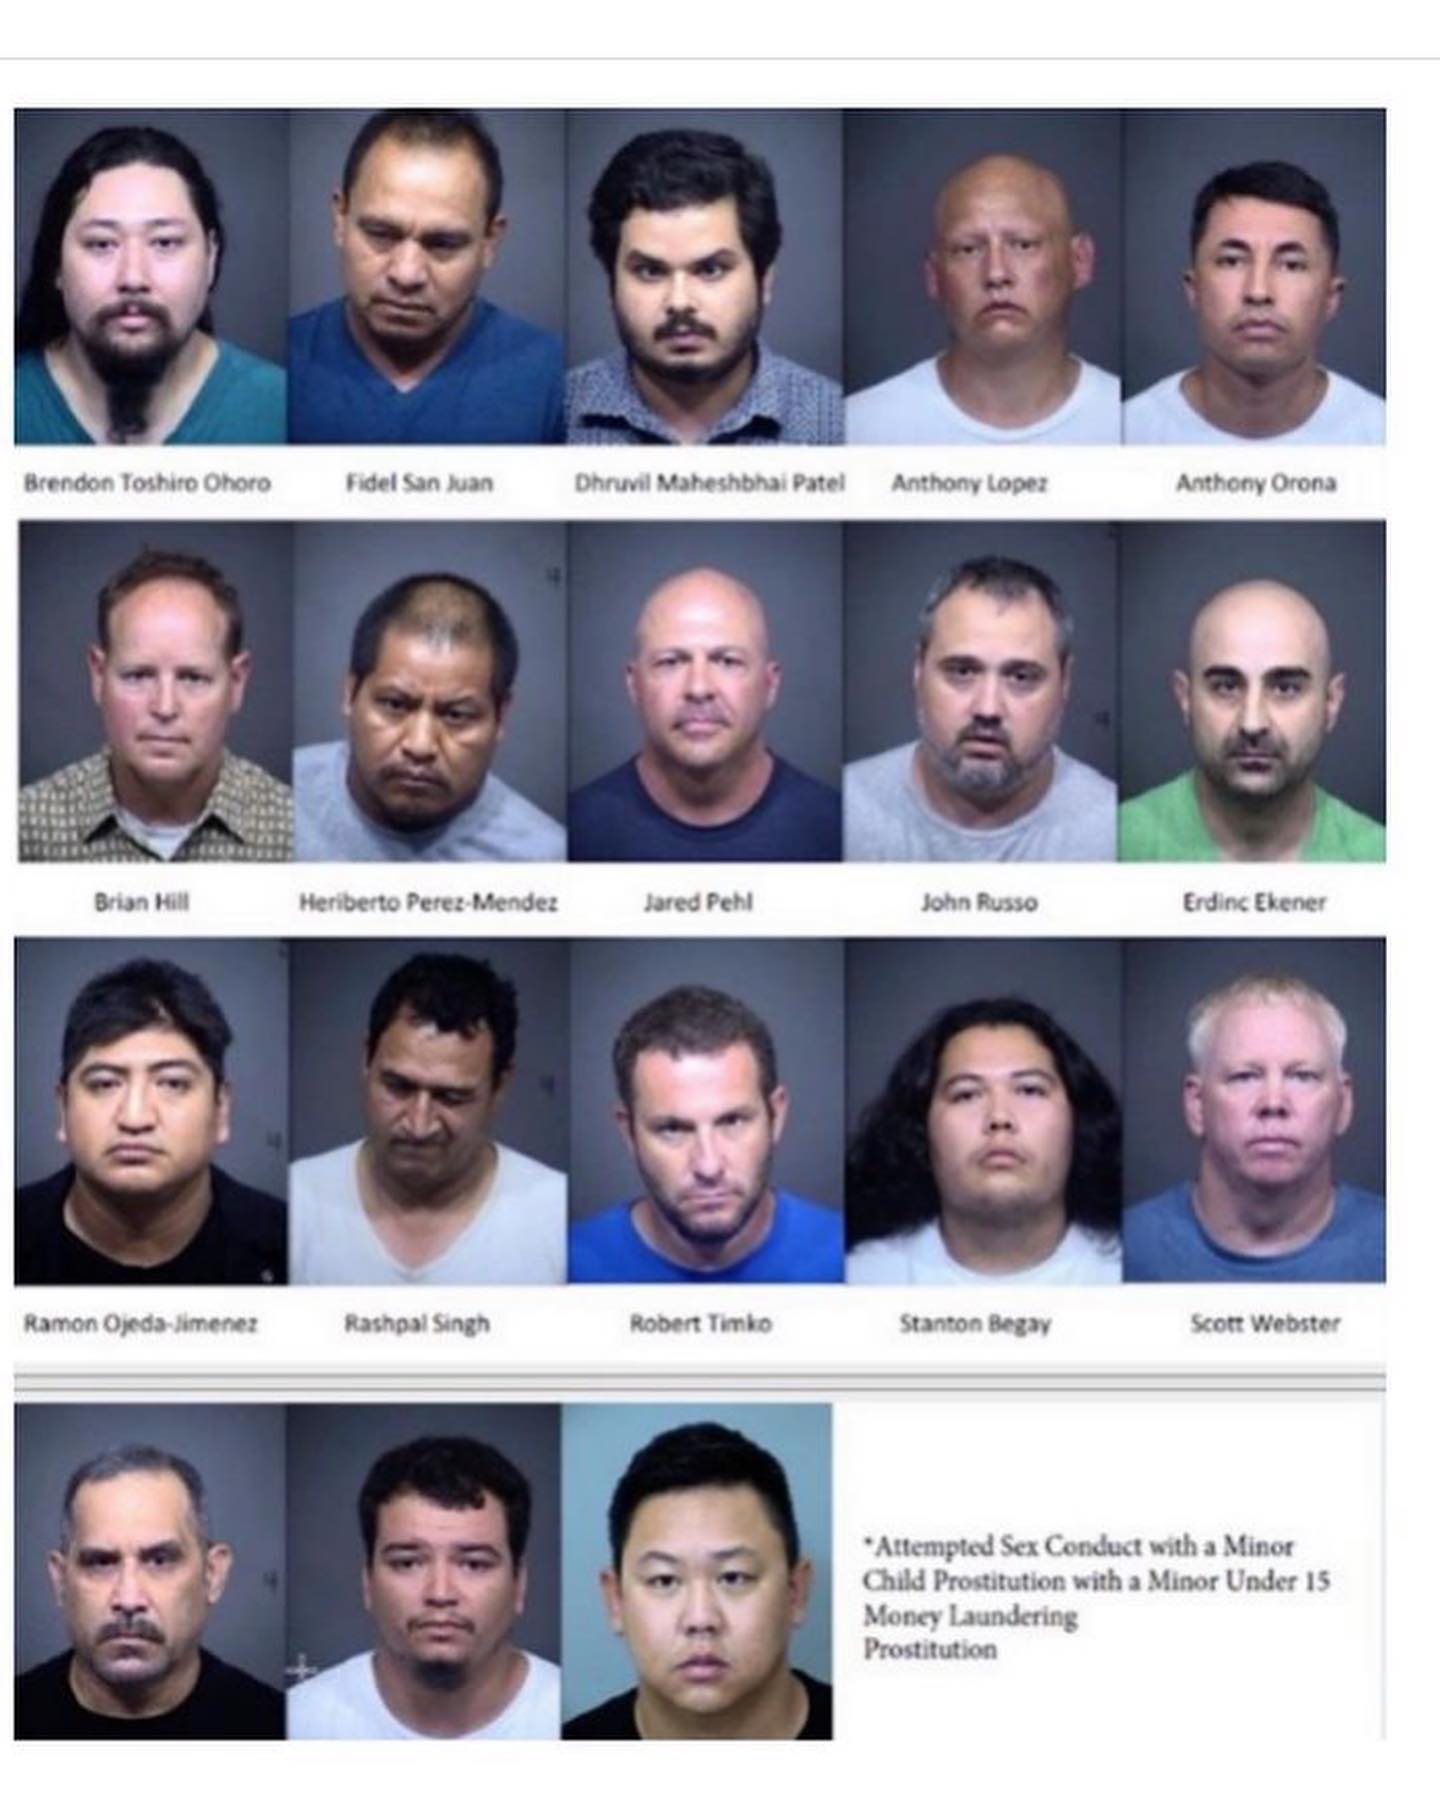 Brendon Toshiro Ohoro
Fidel San Juan
Dhruvil Maheshbhai Patel
Anthony Lopez
Anthony Orona
Brian Hill
Heriberto Perez-Mendez
Jared Pehl
John Russo
Erdinc Ekener
Ramon Ojeda-Jimenez
Rashpal Singh
Robert Timko
Stanton Begay
Scott Webster
*Attempted Sex Conduct with a Minor
Child Prostitution with a Minor Under 15
Money Laundering
Prostitution